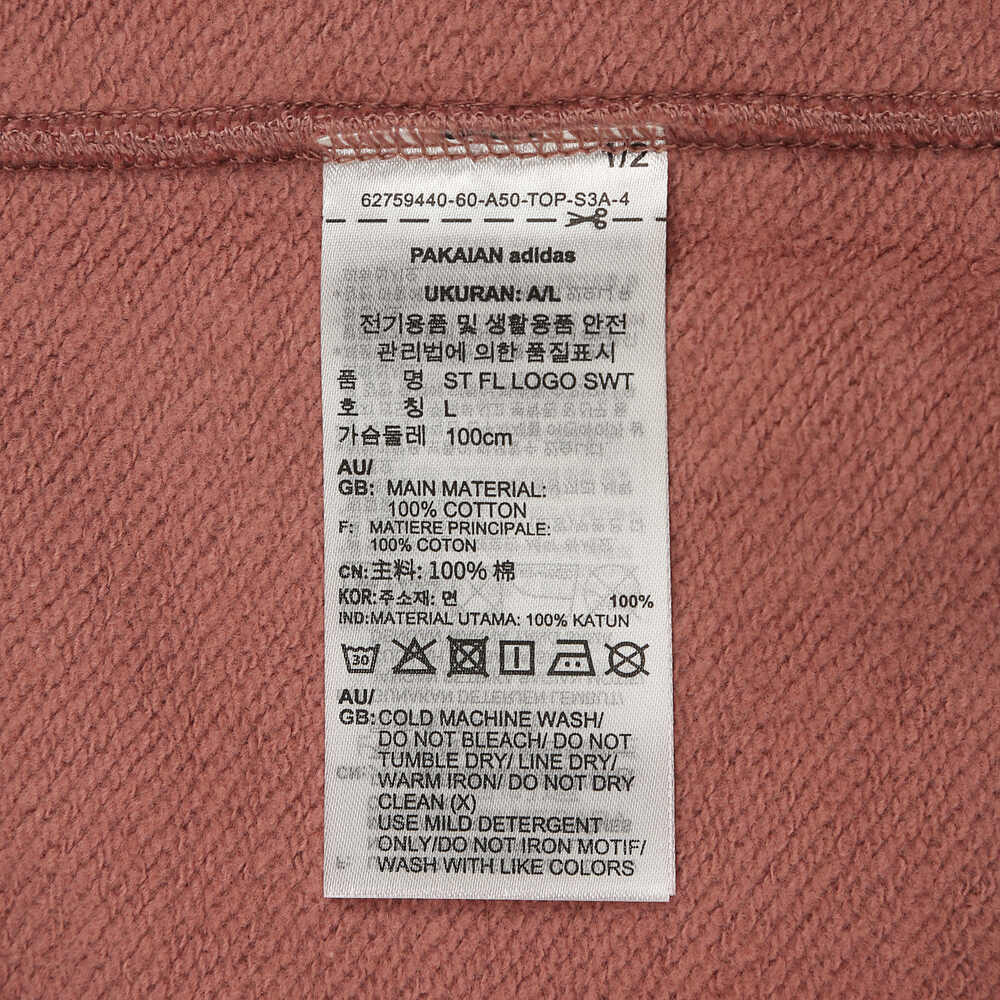 1/2
62759440-60-A50-TOP-S3A-4
PAKAIAN adidas
UKURAN: A/L
전기용품 및 생활용품 안전
관리법에 의한 품질표시
품 명 ST FL LOGO SWT
호 칭 L
가슴둘레 100cm
AU/
GB: MAIN MATERIAL:
100% COTTON
F: MATIERE PRINCIPALE:
100% COTON
CN: 主料: 100% 棉
KOR: 주소재: 면 100%
IND: MATERIAL UTAMA: 100% KATUN
30
AU/
GB: COLD MACHINE WASH/
DO NOT BLEACH/ DO NOT
TUMBLE DRY/ LINE DRY/
WARM IRON/ DO NOT DRY
CLEAN (X)
USE MILD DETERGENT
ONLY/DO NOT IRON MOTIF/
WASH WITH LIKE COLORS